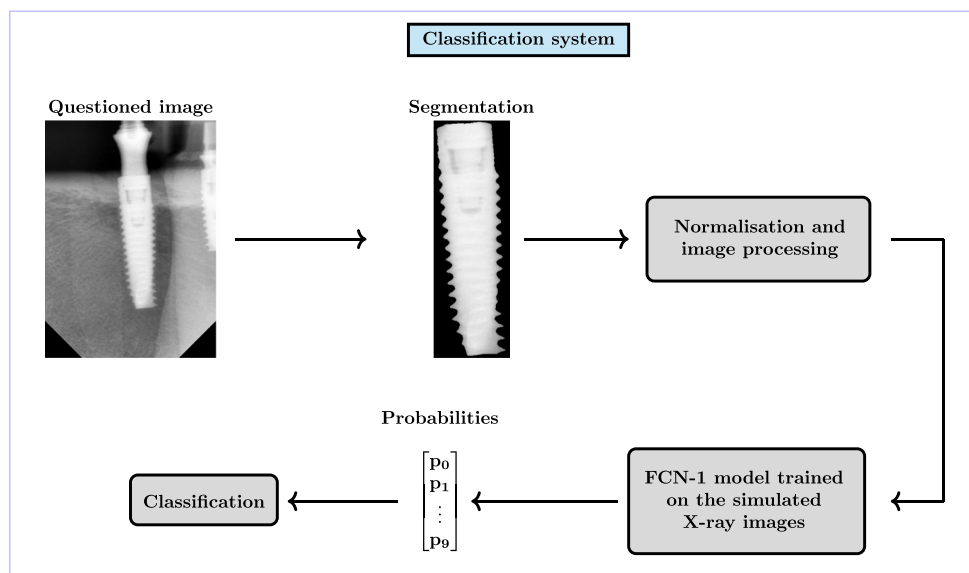 Classification system
Questioned image
Segmentation
Normalisation and
image processing
Probabilities
p0
p1
⋮
p9
FCN-1 model trained
on the simulated
X-ray images
Classification